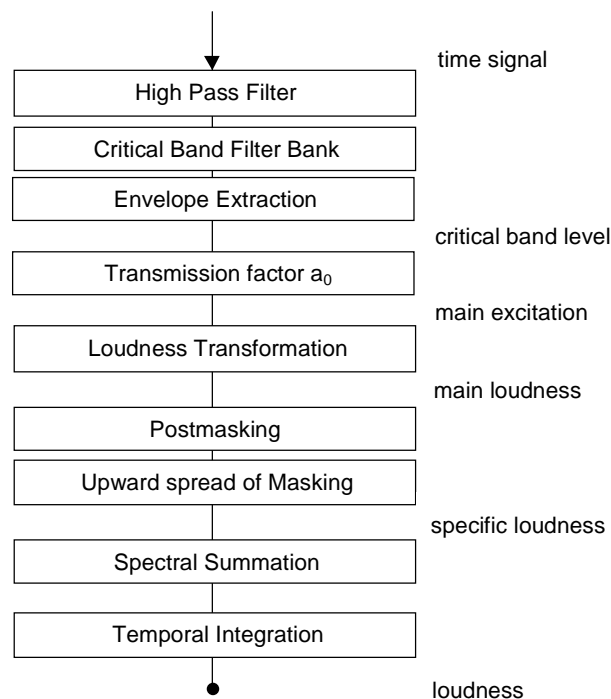 time signal
High Pass Filter
Critical Band Filter Bank
Envelope Extraction
critical band level
Transmission factor a₀
main excitation
Loudness Transformation
main loudness
Postmasking
Upward spread of Masking
specific loudness
Spectral Summation
Temporal Integration
loudness